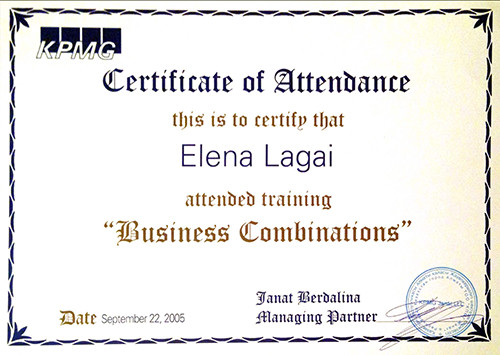 KPMG
Certificate of Attendance
this is to certify that
Elena Lagai
attended training
“Business Combinations”
Janat Berdalina
Date September 22, 2005
Managing Partner